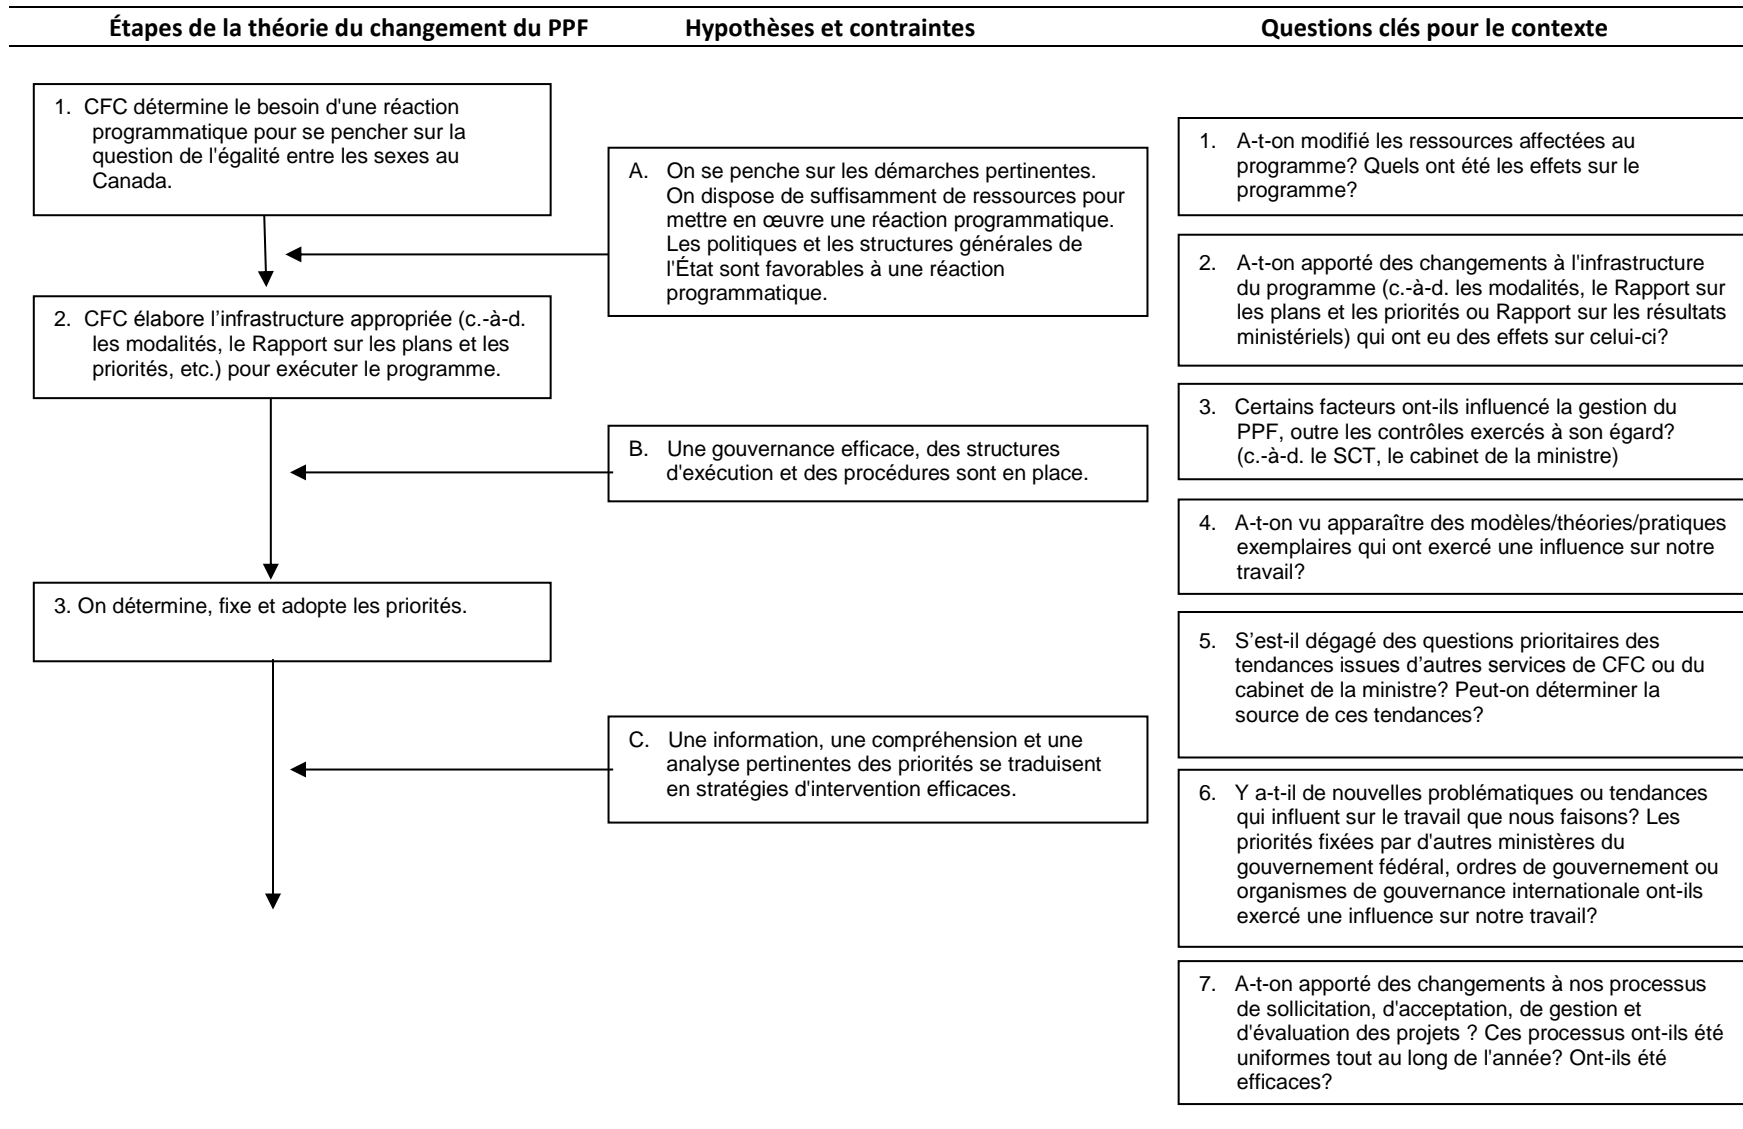 Étapes de la théorie du changement du PPF
Hypothèses et contraintes
Questions clés pour le contexte
1. CFC détermine le besoin d'une réaction
programmatique pour se pencher sur la
question de l'égalité entre les sexes au
Canada.
2. CFC élabore l’infrastructure appropriée (c.-à-d.
les modalités, le Rapport sur les plans et les
priorités, etc.) pour exécuter le programme.
3. On détermine, fixe et adopte les priorités.
A. On se penche sur les démarches pertinentes.
On dispose de suffisamment de ressources pour
mettre en œuvre une réaction programmatique.
Les politiques et les structures générales de
l'État sont favorables à une réaction
programmatique.
B. Une gouvernance efficace, des structures
d'exécution et des procédures sont en place.
C. Une information, une compréhension et une
analyse pertinentes des priorités se traduisent
en stratégies d'intervention efficaces.
1. A-t-on modifié les ressources affectées au
programme? Quels ont été les effets sur le
programme?
2. A-t-on apporté des changements à l'infrastructure
du programme (c.-à-d. les modalités, le Rapport sur
les plans et les priorités ou Rapport sur les résultats
ministériels) qui ont eu des effets sur celui-ci?
3. Certains facteurs ont-ils influencé la gestion du
PPF, outre les contrôles exercés à son égard?
(c.-à-d. le SCT, le cabinet de la ministre)
4. A-t-on vu apparaître des modèles/théories/pratiques
exemplaires qui ont exercé une influence sur notre
travail?
5. S’est-il dégagé des questions prioritaires des
tendances issues d’autres services de CFC ou du
cabinet de la ministre? Peut-on déterminer la
source de ces tendances?
6. Y a-t-il de nouvelles problématiques ou tendances
qui influent sur le travail que nous faisons? Les
priorités fixées par d'autres ministères du
gouvernement fédéral, ordres de gouvernement ou
organismes de gouvernance internationale ont-ils
exercé une influence sur notre travail?
7. A-t-on apporté des changements à nos processus
de sollicitation, d'acceptation, de gestion et
d'évaluation des projets ? Ces processus ont-ils été
uniformes tout au long de l'année? Ont-ils été
efficaces?